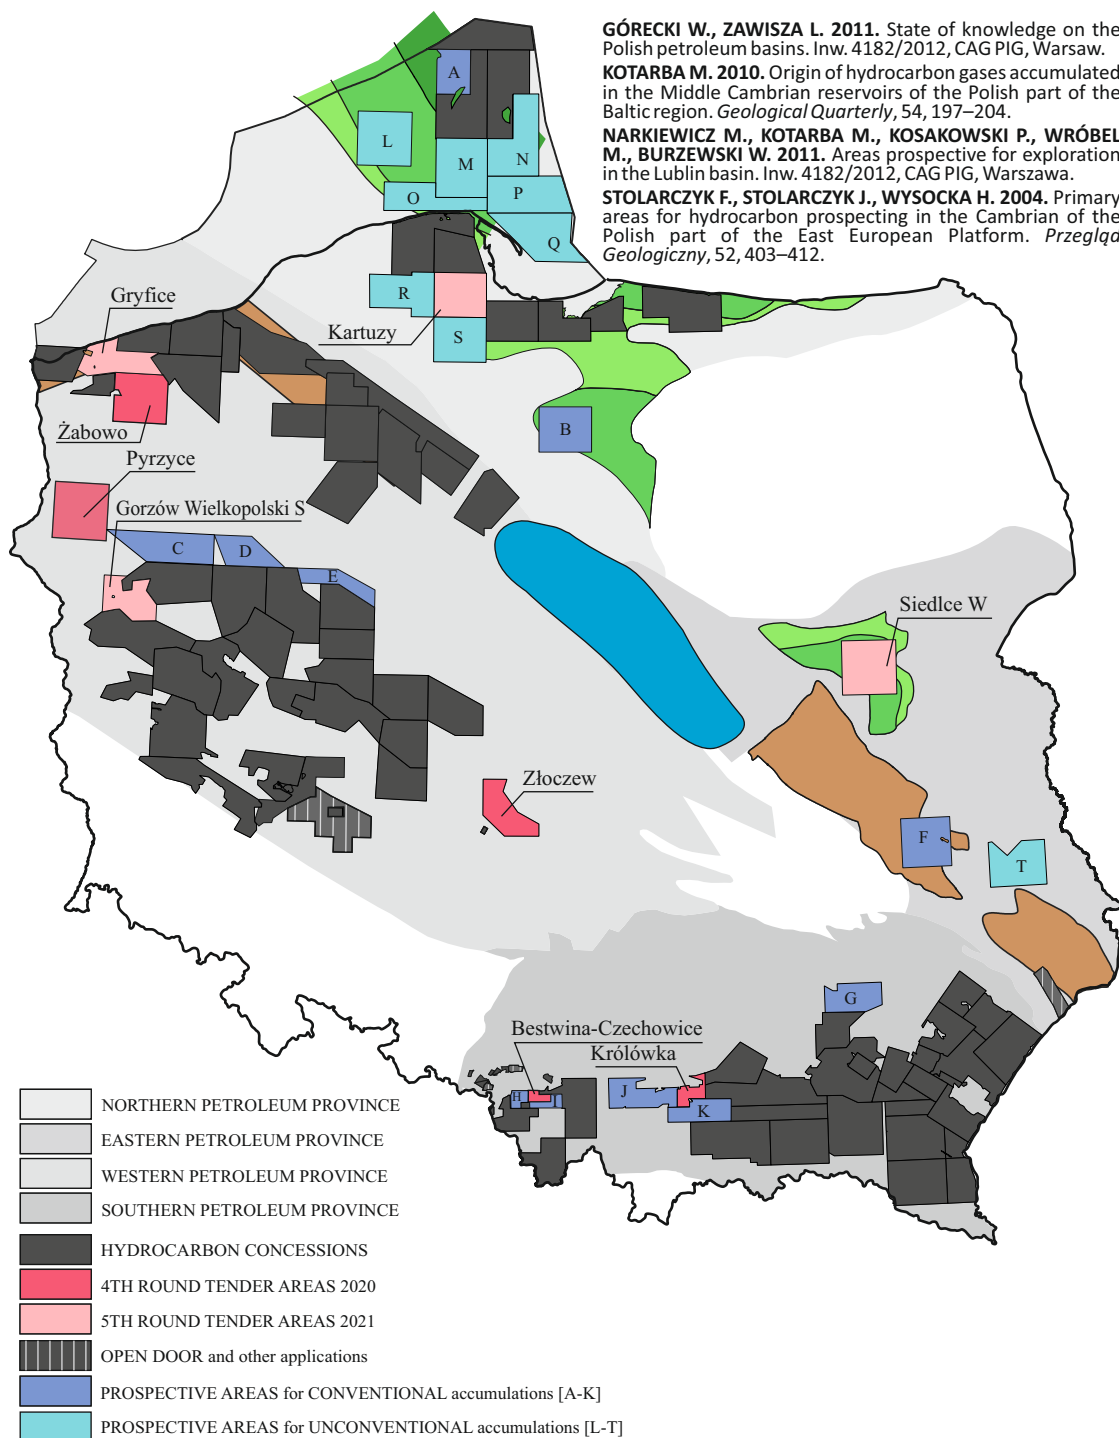 GÓRECKI W., ZAWISZA L. 2011. State of knowledge on the
Polish petroleum basins. Inw. 4182/2012, CAG PIG, Warsaw.
KOTARBA M. 2010. Origin of hydrocarbon gases accumulated
in the Middle Cambrian reservoirs of the Polish part of the
Baltic region. Geological Quarterly, 54, 197–204.
NARKIEWICZ M., KOTARBA M., KOSAKOWSKI P., WRÓBEL
M., BURZEWSKI W. 2011. Areas prospective for exploration
in the Lublin basin. Inw. 4182/2012, CAG PIG, Warszawa.
STOLARCZYK F., STOLARCZYK J., WYSOCKA H. 2004. Primary
areas for hydrocarbon prospecting in the Cambrian of the
Polish part of the East European Platform. Przegląd
Geologiczny, 52, 403–412.
A
L
M
N
O
P
Q
R
S
Gryfice
Kartuzy
Żabowo
B
Pyrzyce
Gorzów Wielkopolski S
C
D
E
Siedlce W
Złoczew
F
T
G
Bestwina-Czechowice
Królówka
H
I
J
K
NORTHERN PETROLEUM PROVINCE
EASTERN PETROLEUM PROVINCE
WESTERN PETROLEUM PROVINCE
SOUTHERN PETROLEUM PROVINCE
HYDROCARBON CONCESSIONS
4TH ROUND TENDER AREAS 2020
5TH ROUND TENDER AREAS 2021
OPEN DOOR and other applications
PROSPECTIVE AREAS for CONVENTIONAL accumulations [A-K]
PROSPECTIVE AREAS for UNCONVENTIONAL accumulations [L-T]